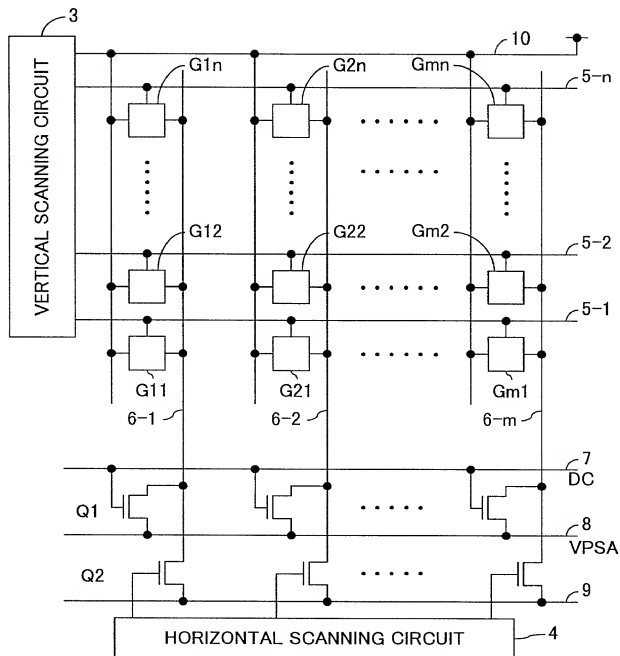 3
10
G1n
G2n
Gmn
5-n
VERTICAL SCANNING CIRCUIT
G12
G22
Gm2
5-2
5-1
G11
G21
Gm1
6-1
6-2
6-m
7
DC
Q1
8
VPSA
Q2
9
HORIZONTAL SCANNING CIRCUIT
4